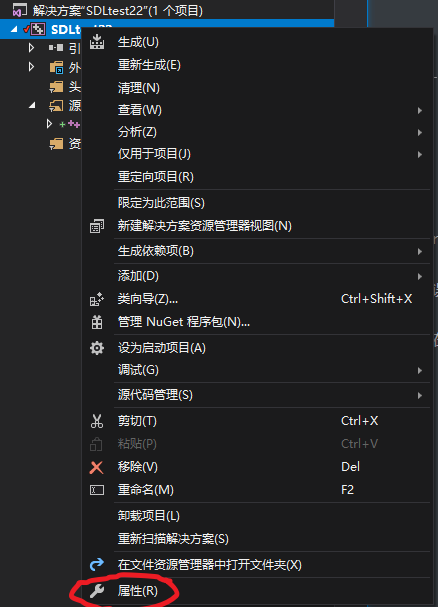 解决方案"SDLtest22"(1 个项目)
SDLt
引
外
头
源
资
生成(U)
重新生成(E)
清理(N)
查看(W)
分析(Z)
仅用于项目(J)
重定向项目(R)
限定为此范围(S)
新建解决方案资源管理器视图(N)
生成依赖项(B)
添加(D)
类向导(Z)... Ctrl+Shift+X
管理 NuGet 程序包(N)...
设为启动项目(A)
调试(G)
源代码管理(S)
剪切(T) Ctrl+X
粘贴(P) Ctrl+V
移除(V) Del
重命名(M) F2
卸载项目(L)
重新扫描解决方案(S)
在文件资源管理器中打开文件夹(X)
属性(R)